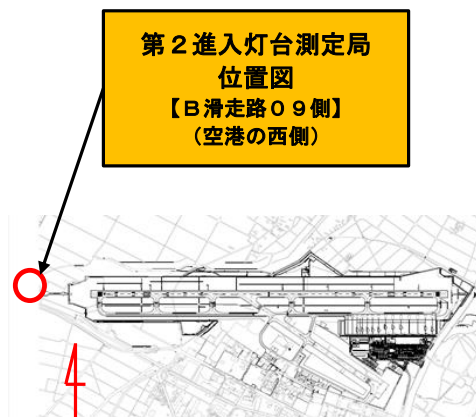 第２進入灯台測定局
位置図
【Ｂ滑走路０９側】
（空港の西側）